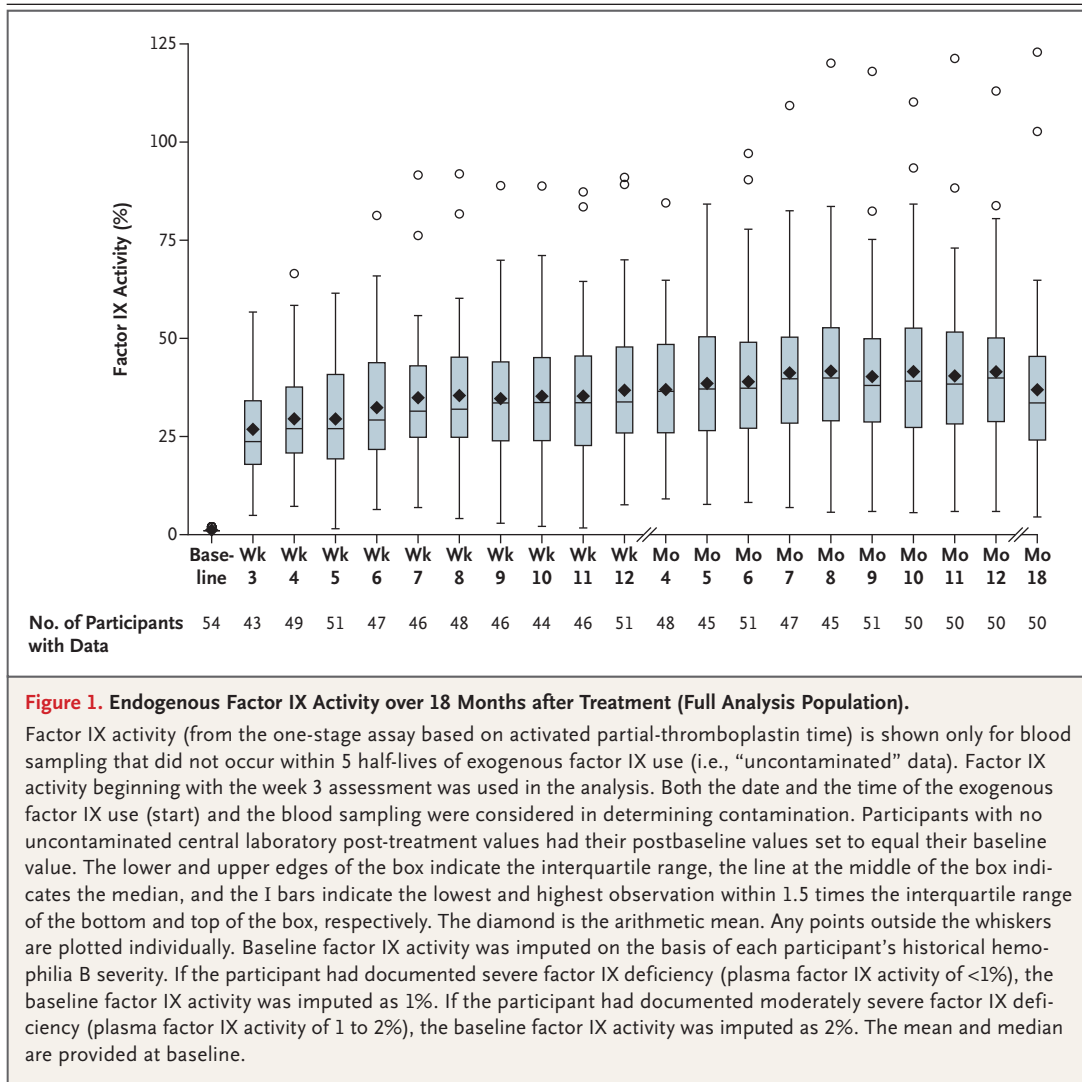 125
100
75
50
25
0
Factor IX Activity (%)
Base-
line
Wk
3
Wk
4
Wk
5
Wk
6
Wk
7
Wk
8
Wk
9
Wk
10
Wk
11
Wk
12
Mo
4
Mo
5
Mo
6
Mo
7
Mo
8
Mo
9
Mo
10
Mo
11
Mo
12
Mo
18
No. of Participants
with Data
54 43 49 51 47 46 48 46 44 46 51 48 45 51 47 45 51 50 50 50 50
Figure 1. Endogenous Factor IX Activity over 18 Months after Treatment (Full Analysis Population).
Factor IX activity (from the one-stage assay based on activated partial-thromboplastin time) is shown only for blood
sampling that did not occur within 5 half-lives of exogenous factor IX use (i.e., “uncontaminated” data). Factor IX
activity beginning with the week 3 assessment was used in the analysis. Both the date and the time of the exogenous
factor IX use (start) and the blood sampling were considered in determining contamination. Participants with no
uncontaminated central laboratory post-treatment values had their postbaseline values set to equal their baseline
value. The lower and upper edges of the box indicate the interquartile range, the line at the middle of the box indi-
cates the median, and the I bars indicate the lowest and highest observation within 1.5 times the interquartile range
of the bottom and top of the box, respectively. The diamond is the arithmetic mean. Any points outside the whiskers
are plotted individually. Baseline factor IX activity was imputed on the basis of each participant’s historical hemo-
philia B severity. If the participant had documented severe factor IX deficiency (plasma factor IX activity of <1%), the
baseline factor IX activity was imputed as 1%. If the participant had documented moderately severe factor IX defi-
ciency (plasma factor IX activity of 1 to 2%), the baseline factor IX activity was imputed as 2%. The mean and median
are provided at baseline.